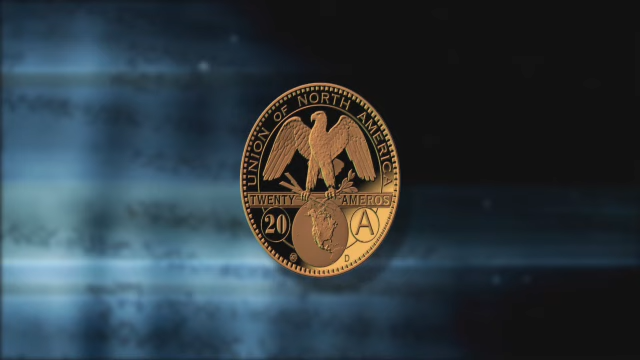 UNION OF NORTH AMERICA
TWENTY AMEROS
20 A
D